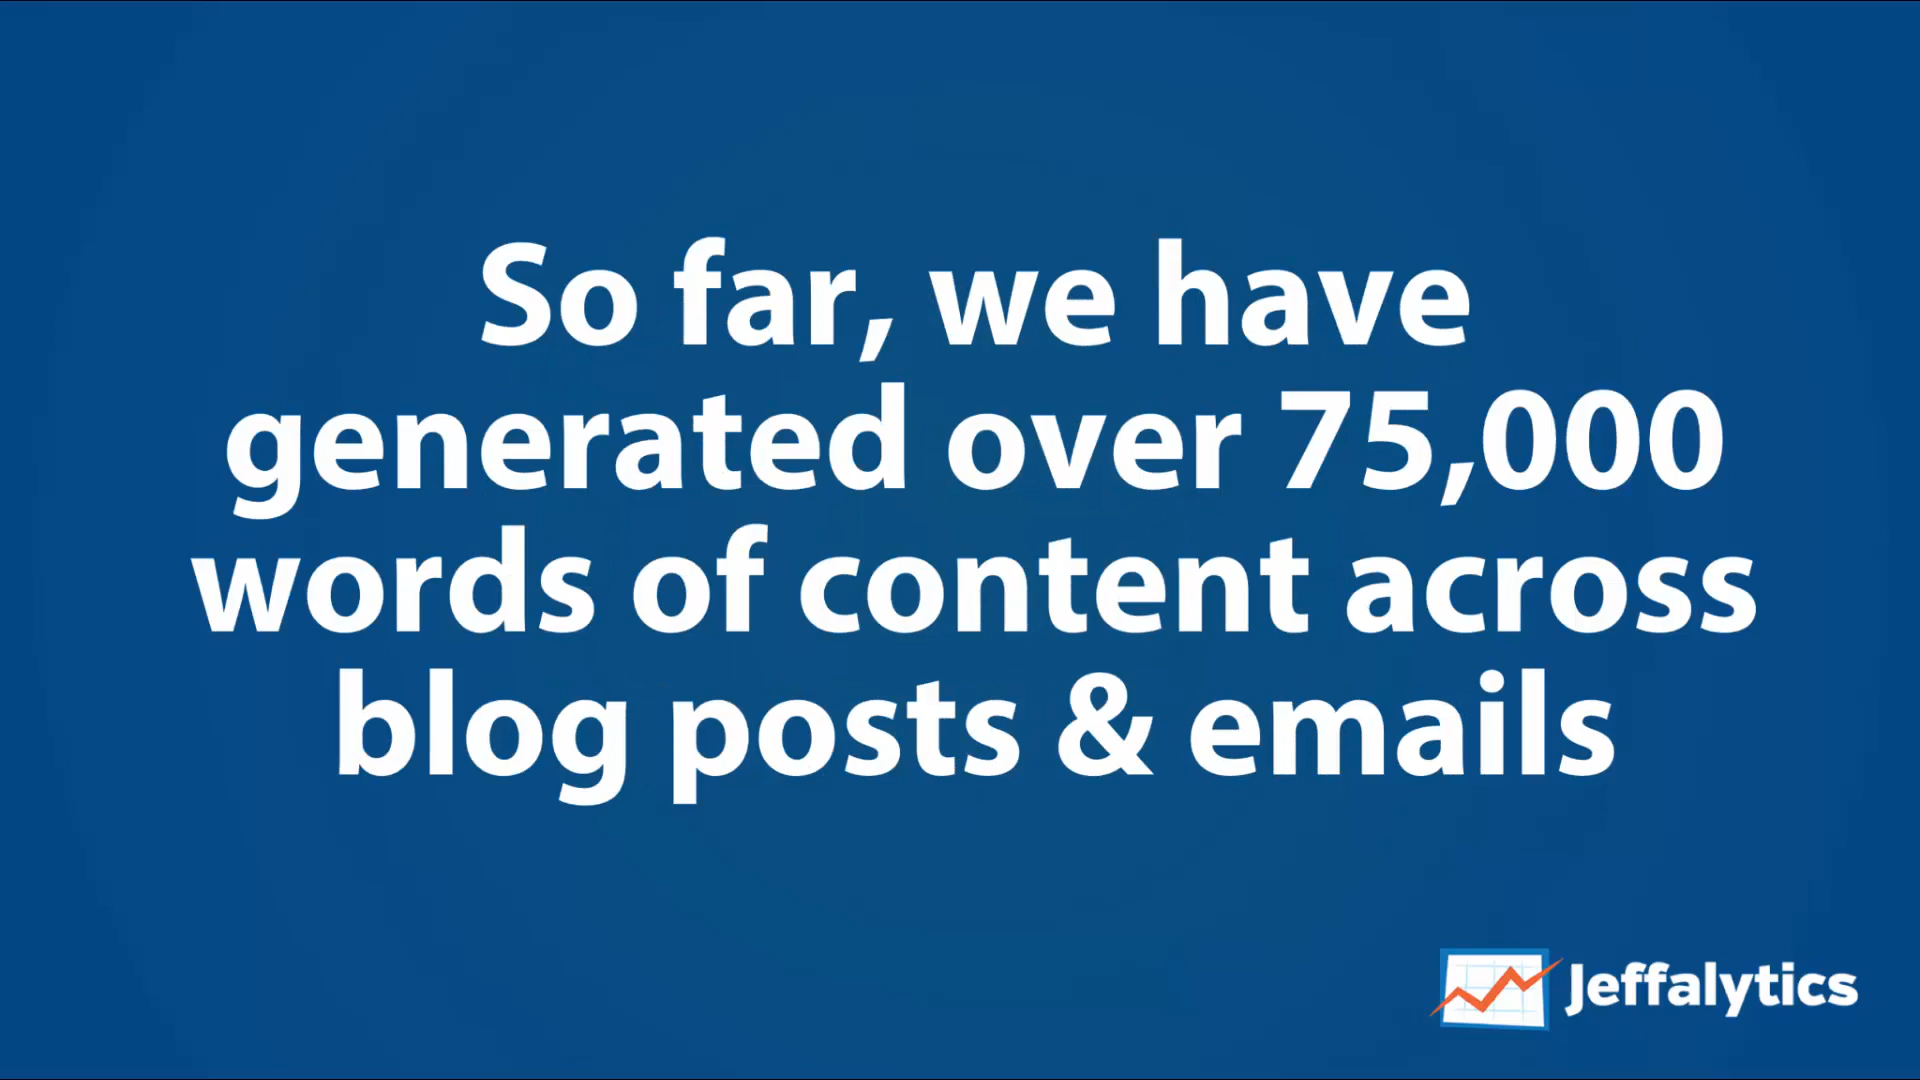 So far, we have
generated over 75,000
words of content across
blog posts & emails
Jeffalytics